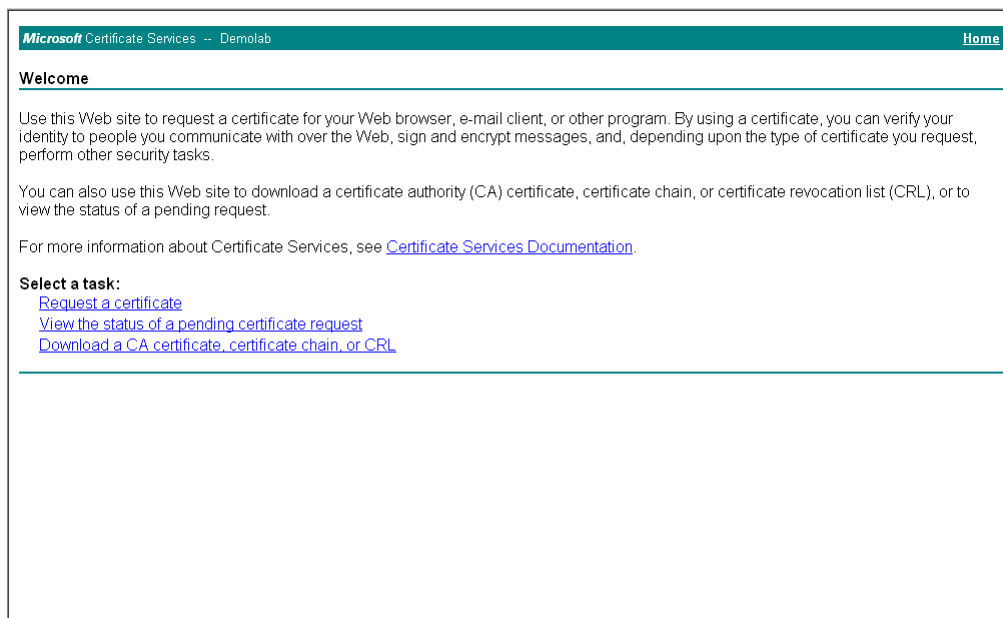 Microsoft Certificate Services -- Demolab Home
Welcome
Use this Web site to request a certificate for your Web browser, e-mail client, or other program. By using a certificate, you can verify your
identity to people you communicate with over the Web, sign and encrypt messages, and, depending upon the type of certificate you request,
perform other security tasks.
You can also use this Web site to download a certificate authority (CA) certificate, certificate chain, or certificate revocation list (CRL), or to
view the status of a pending request.
For more information about Certificate Services, see Certificate Services Documentation.
Select a task:
Request a certificate
View the status of a pending certificate request
Download a CA certificate, certificate chain, or CRL